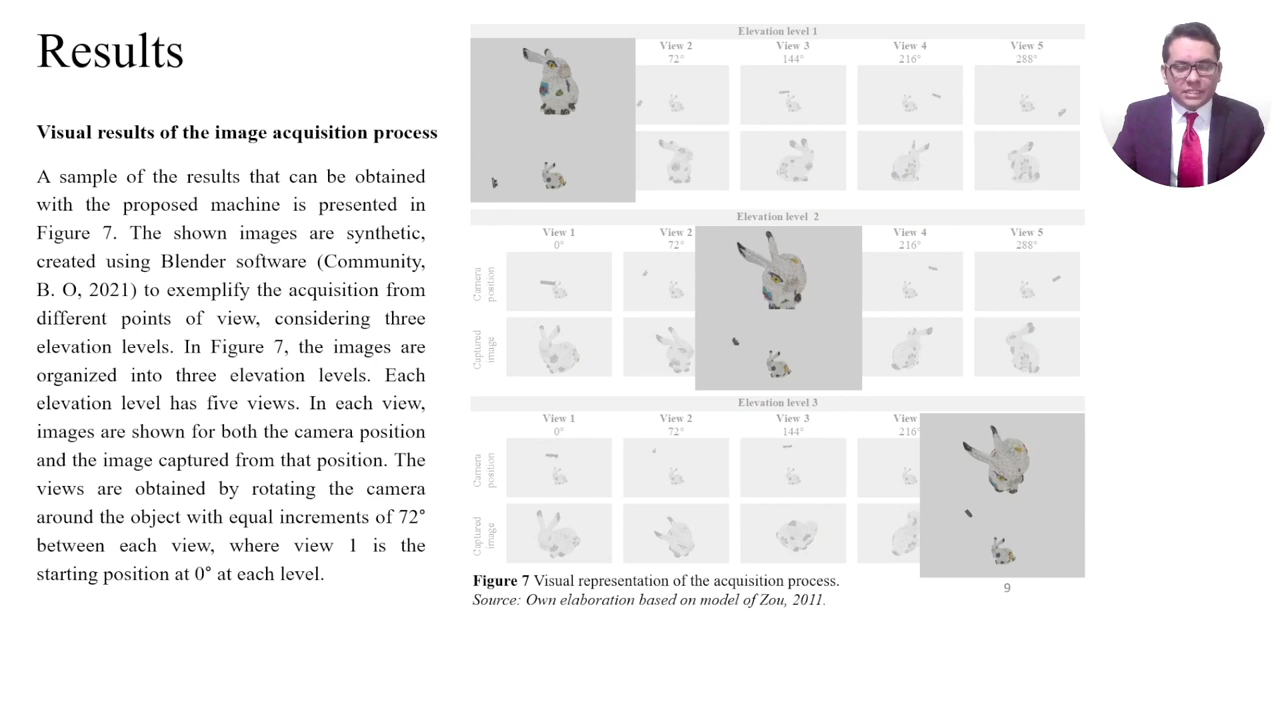 Results
Visual results of the image acquisition process
A sample of the results that can be obtained
with the proposed machine is presented in
Figure 7. The shown images are synthetic,
created using Blender software (Community,
B. O, 2021) to exemplify the acquisition from
different points of view, considering three
elevation levels. In Figure 7, the images are
organized into three elevation levels. Each
elevation level has five views. In each view,
images are shown for both the camera position
and the image captured from that position. The
views are obtained by rotating the camera
around the object with equal increments of 72°
between each view, where view 1 is the
starting position at 0° at each level.
Elevation level 1
View 2 View 3 View 4 View 5
72° 144° 216° 288°
Elevation level 2
View 1 View 2 View 4 View 5
0° 72° 216° 288°
Camera position
Captured image
Elevation level 3
View 1 View 2 View 3 View
0° 72° 144° 216°
Camera position
Captured image
Figure 7 Visual representation of the acquisition process.
Source: Own elaboration based on model of Zou, 2011.
9